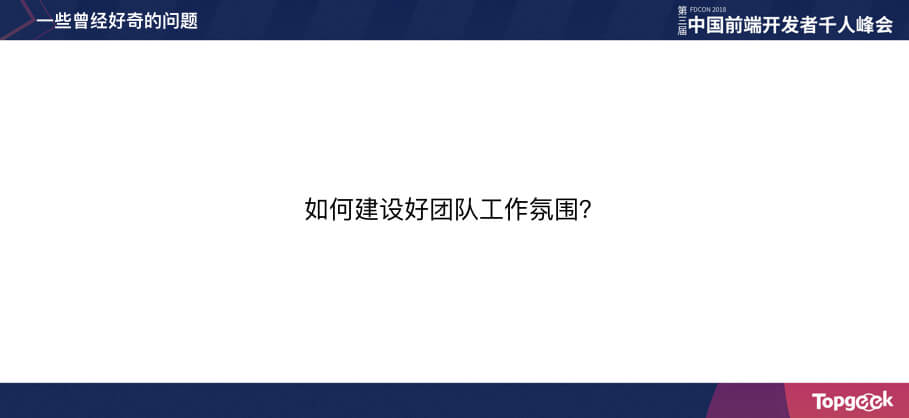 一些曾经好奇的问题
第三届
FDCON 2018
中国前端开发者千人峰会
如何建设好团队工作氛围?
Topgeek